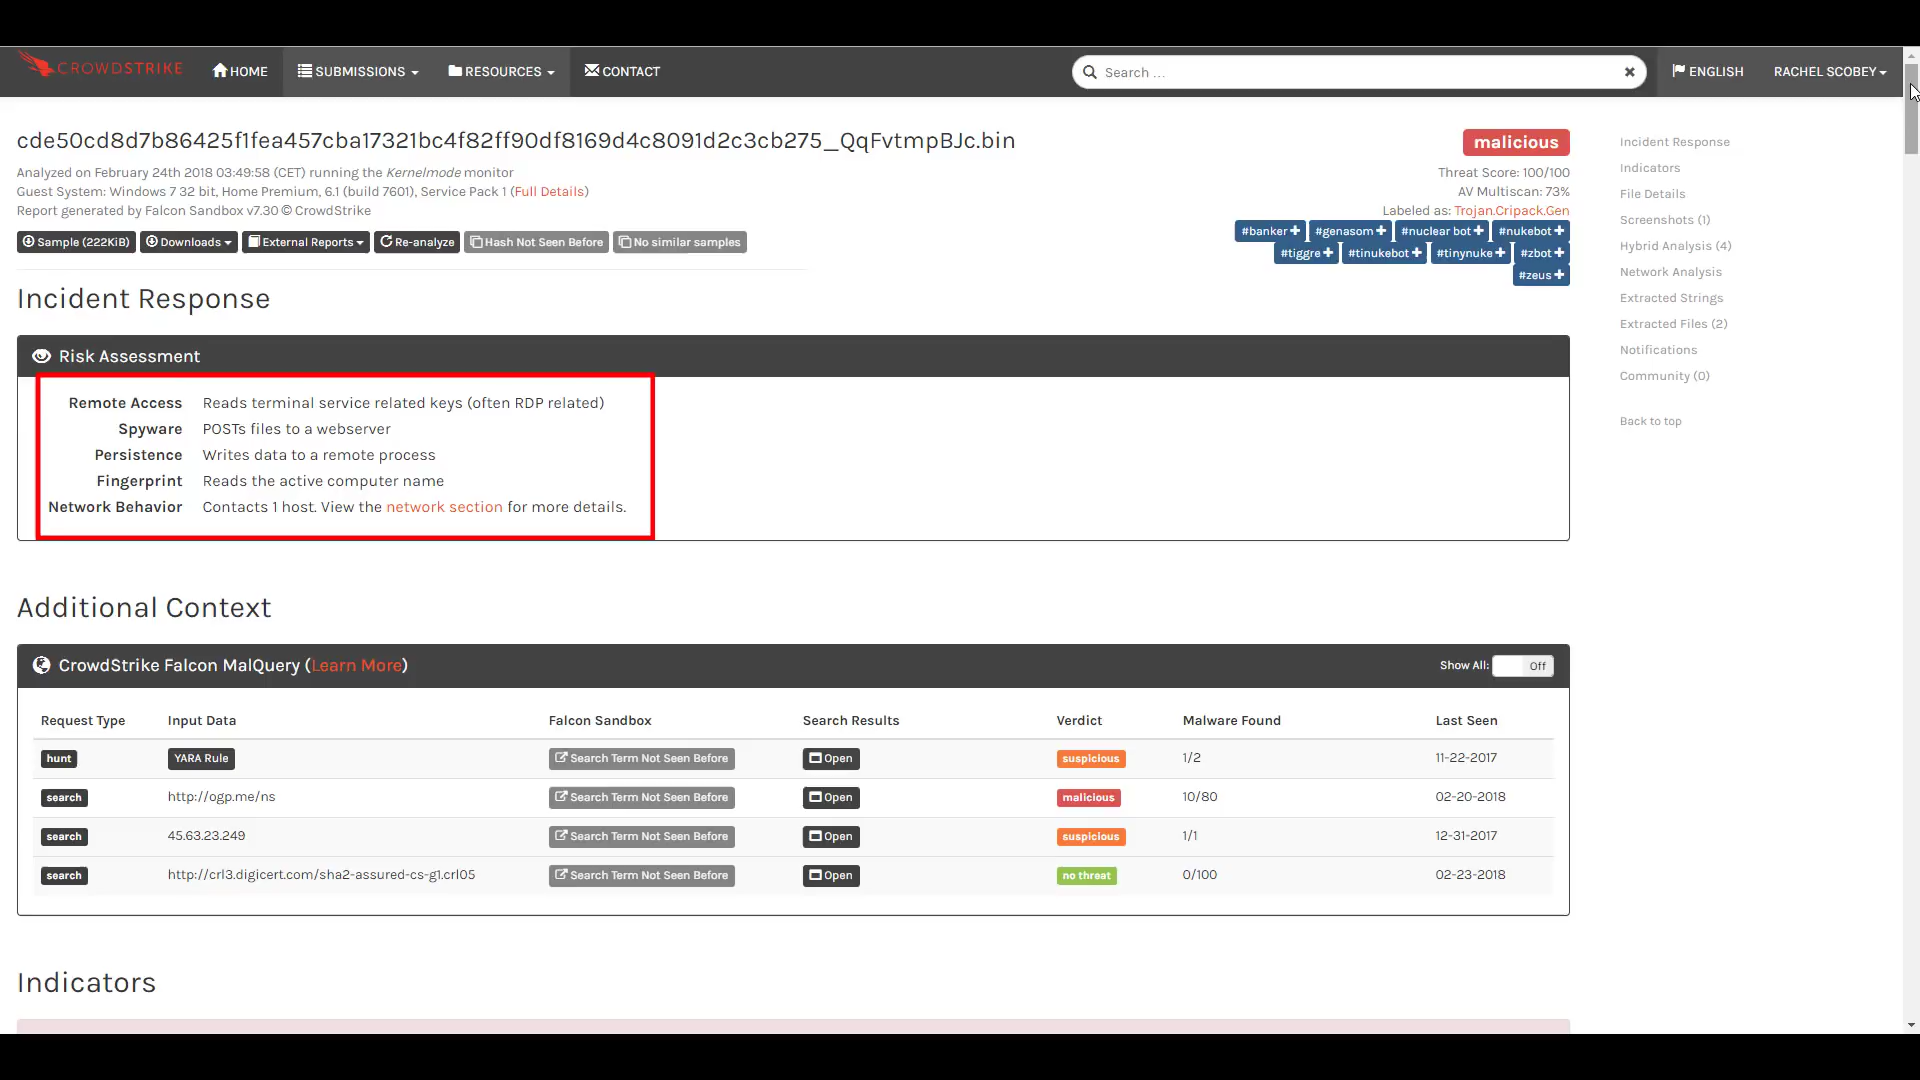 CROWDSTRIKE HOME SUBMISSIONS RESOURCES CONTACT Search ... ENGLISH RACHEL SCOBEY
cde50cd8d7b86425f1fea457cba17321bc4f82ff90df8169d4c8091d2c3cb275_QqFvtmpBJc.bin
Analyzed on February 24th 2018 03:49:58 (CET) running the Kernelmode monitor
Guest System: Windows 7 32 bit, Home Premium, 6.1 (build 7601), Service Pack 1 (Full Details)
Report generated by Falcon Sandbox v7.30 © CrowdStrike
Sample (222KiB) Downloads External Reports Re-analyze Hash Not Seen Before No similar samples
malicious
Threat Score: 100/100
AV Multiscan: 73%
Labeled as: Trojan.Cripack.Gen
#banker #genasom #nuclear bot #nukebot
#tiggre #tinukebot #tinynuke #zbot
#zeus
Incident Response
Indicators
File Details
Screenshots (1)
Hybrid Analysis (4)
Network Analysis
Extracted Strings
Extracted Files (2)
Notifications
Community (0)
Back to top
Incident Response
Risk Assessment
Remote Access Reads terminal service related keys (often RDP related)
Spyware POSTs files to a webserver
Persistence Writes data to a remote process
Fingerprint Reads the active computer name
Network Behavior Contacts 1 host. View the network section for more details.
Additional Context
CrowdStrike Falcon MalQuery (Learn More) Show All: Off
Request Type Input Data Falcon Sandbox Search Results Verdict Malware Found Last Seen
hunt YARA Rule Search Term Not Seen Before Open suspicious 1/2 11-22-2017
search http://ogp.me/ns Search Term Not Seen Before Open malicious 10/80 02-20-2018
search 45.63.23.249 Search Term Not Seen Before Open suspicious 1/1 12-31-2017
search http://crl3.digicert.com/sha2-assured-cs-g1.crl05 Search Term Not Seen Before Open no threat 0/100 02-23-2018
Indicators